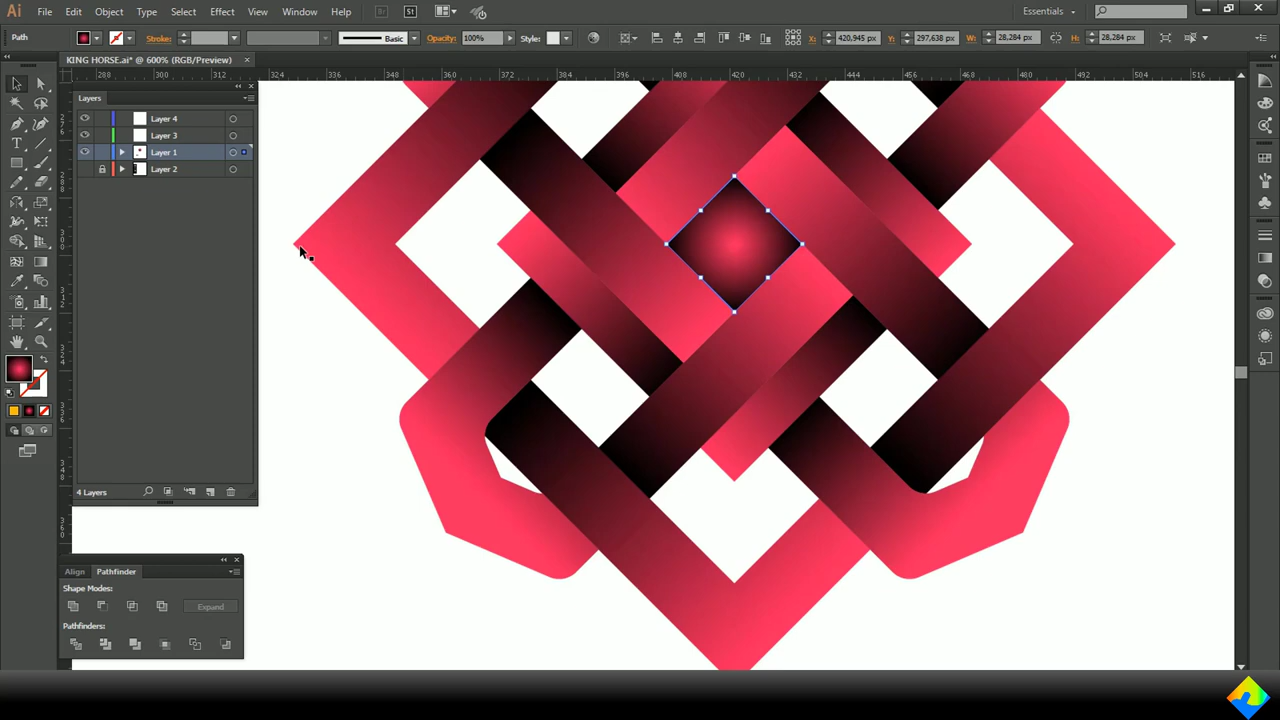 Ai File Edit Object Type Select Effect View Window Help Br St Essentials
Path Stroke: Basic Opacity: 100% Style: X: 420,945 px Y: 297,638 px W: 28,284 px H: 28,284 px
KING HORSE.ai* @ 600% (RGB/Preview) ×
288 300 312 324 336 348 360 372 384 396 408 420 432 444 456 468 480 492 504 516
Layers
Layer 4
Layer 3
Layer 1
Layer 2
4 Layers
Align Pathfinder
Shape Modes:
Expand
Pathfinders: